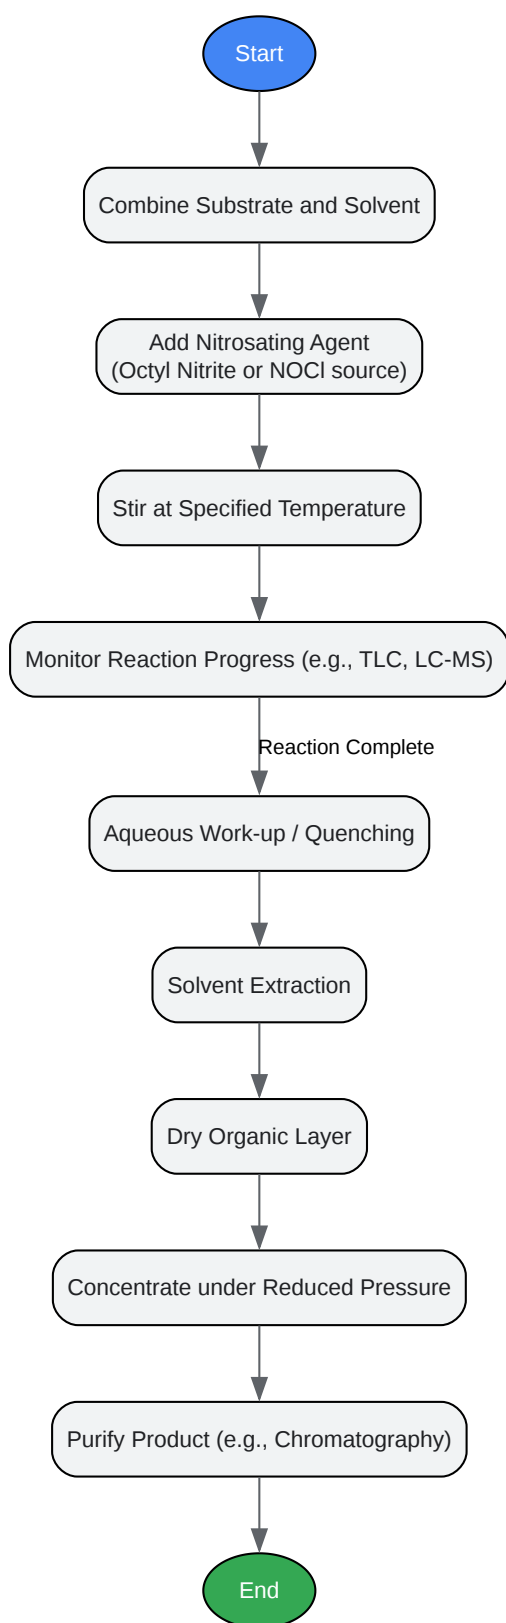 Start
Combine Substrate and Solvent
Add Nitrosating Agent
(Octyl Nitrite or NOCl source)
Stir at Specified Temperature
Monitor Reaction Progress (e.g., TLC, LC-MS)
Reaction Complete
Aqueous Work-up / Quenching
Solvent Extraction
Dry Organic Layer
Concentrate under Reduced Pressure
Purify Product (e.g., Chromatography)
End